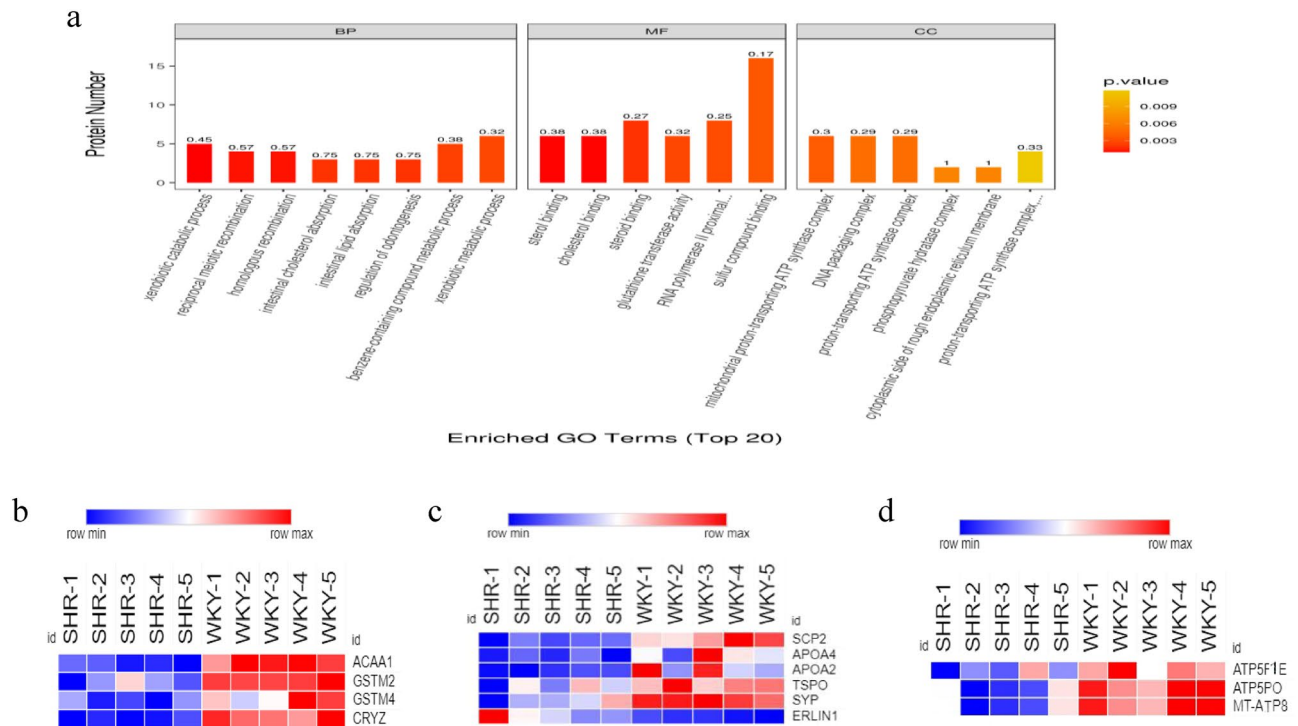 a
BP MF CC
Protein Number
15
10
5
0
0.45 0.57 0.57 0.75 0.75 0.75 0.38 0.32
0.38 0.38 0.27 0.32 0.25 0.17
0.3 0.29 0.29 1 1 0.33
p.value
0.009
0.006
0.003
xenobiotic catabolic process
reciprocal meiotic recombination
homologous recombination
intestinal cholesterol absorption
intestinal lipid absorption
regulation of odontogenesis
benzene-containing compound metabolic process
xenobiotic metabolic process
sterol binding
cholesterol binding
steroid binding
glutathione transferase activity
RNA polymerase II proximal...
sulfur compound binding
mitochondrial proton-transporting ATP synthase complex
DNA packaging complex
proton-transporting ATP synthase complex
phosphopyruvate hydratase complex
cytoplasmic side of rough endoplasmic reticulum membrane
proton-transporting ATP synthase complex,...
Enriched GO Terms (Top 20)
b
row min row max
id SHR-1 SHR-2 SHR-3 SHR-4 SHR-5 WKY-1 WKY-2 WKY-3 WKY-4 WKY-5 id
ACAA1
GSTM2
GSTM4
CRYZ
c
row min row max
id SHR-1 SHR-2 SHR-3 SHR-4 SHR-5 WKY-1 WKY-2 WKY-3 WKY-4 WKY-5 id
SCP2
APOA4
APOA2
TSPO
SYP
ERLIN1
d
row min row max
id SHR-1 SHR-2 SHR-3 SHR-4 SHR-5 WKY-1 WKY-2 WKY-3 WKY-4 WKY-5 id
ATP5F1E
ATP5PO
MT-ATP8